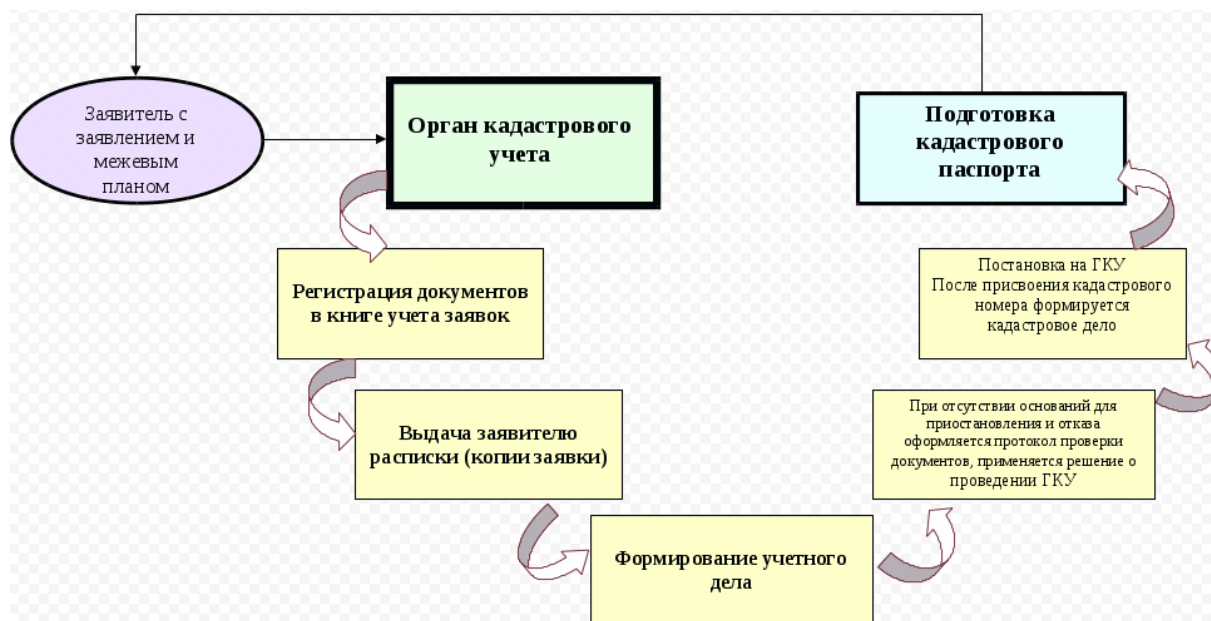 Заявитель с
заявлением и
межевым
планом
Орган кадастрового
учета
Подготовка
кадастрового
паспорта
Регистрация документов
в книге учета заявок
Постановка на ГКУ
После присвоения кадастрового
номера формируется
кадастровое дело
Выдача заявителю
расписки (копии заявки)
При отсутствии оснований для
приостановления и отказа
оформляется протокол проверки
документов, применяется решение о
проведении ГКУ
Формирование учетного
дела